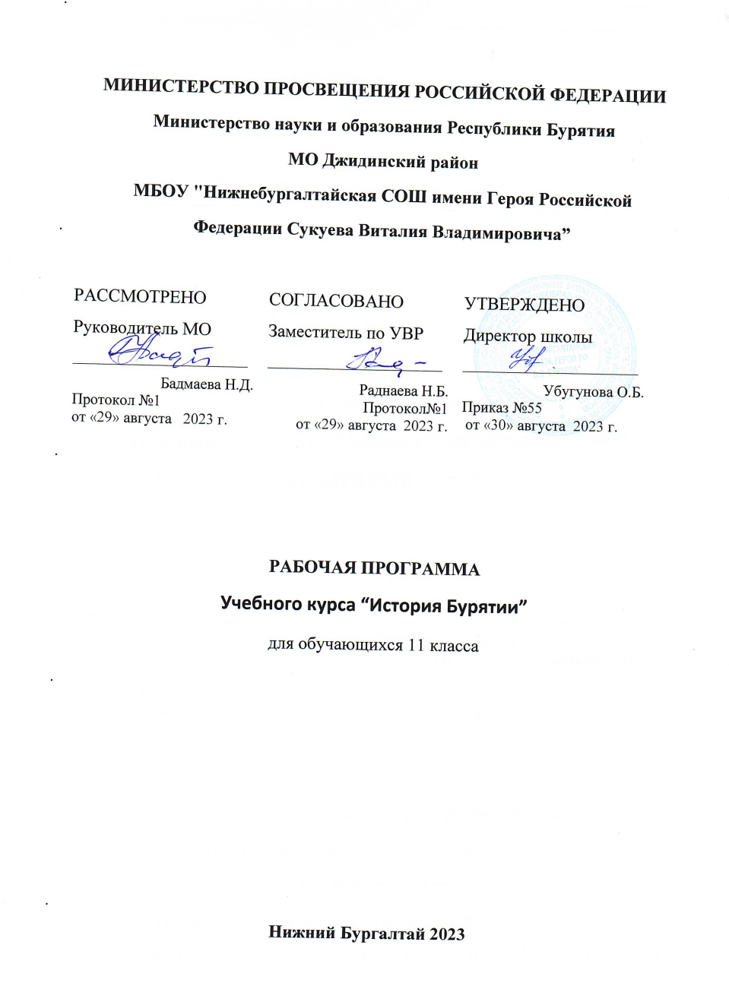 МИНИСТЕРСТВО ПРОСВЕЩЕНИЯ РОССИЙСКОЙ ФЕДЕРАЦИИ
Министерство науки и образования Республики Бурятия
МО Джидинский район
МБОУ "Нижнебургалтайская СОШ имени Героя Российской
Федерации Сукуева Виталия Владимировича”
РАССМОТРЕНО
Руководитель МО
Бадмаева Н.Д.
Протокол №1
от «29» августа 2023 г.
СОГЛАСОВАНО
Заместитель по УВР
Раднаева Н.Б.
Протокол№1
от «29» августа 2023 г.
УТВЕРЖДЕНО
Директор школы
Убугунова О.Б.
Приказ №55
от «30» августа 2023 г.
РАБОЧАЯ ПРОГРАММА
Учебного курса “История Бурятии”
для обучающихся 11 класса
Нижний Бургалтай 2023